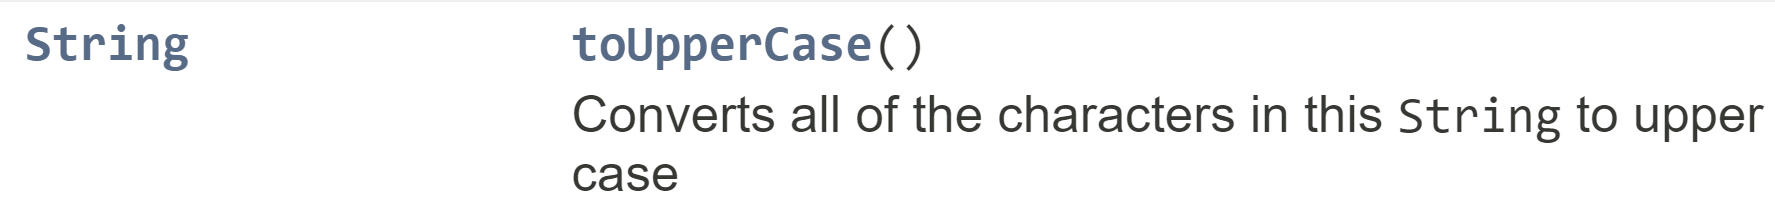 String toUpperCase()
Converts all of the characters in this String to upper
case